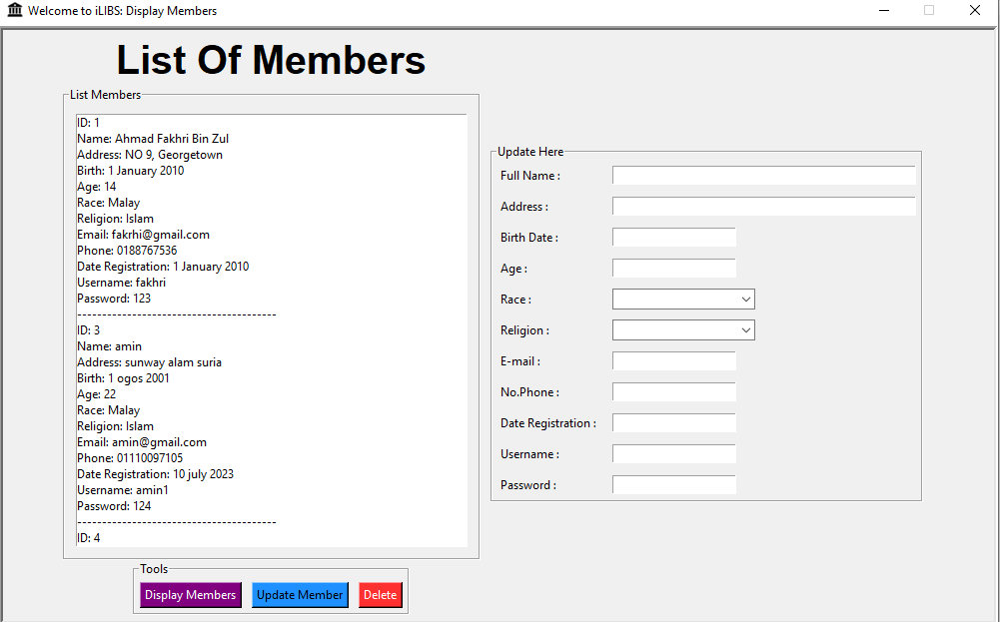 Welcome to iLIBS: Display Members
List Of Members
List Members
ID: 1
Name: Ahmad Fakhri Bin Zul
Address: NO 9, Georgetown
Birth: 1 January 2010
Age: 14
Race: Malay
Religion: Islam
Email: fakrhi@gmail.com
Phone: 0188767536
Date Registration: 1 January 2010
Username: fakhri
Password: 123
----------------------------------------
ID: 3
Name: amin
Address: sunway alam suria
Birth: 1 ogos 2001
Age: 22
Race: Malay
Religion: Islam
Email: amin@gmail.com
Phone: 01110097105
Date Registration: 10 july 2023
Username: amin1
Password: 124
----------------------------------------
ID: 4
Update Here
Full Name :
Address :
Birth Date :
Age :
Race :
Religion :
E-mail :
No.Phone :
Date Registration :
Username :
Password :
Tools
Display Members
Update Member
Delete